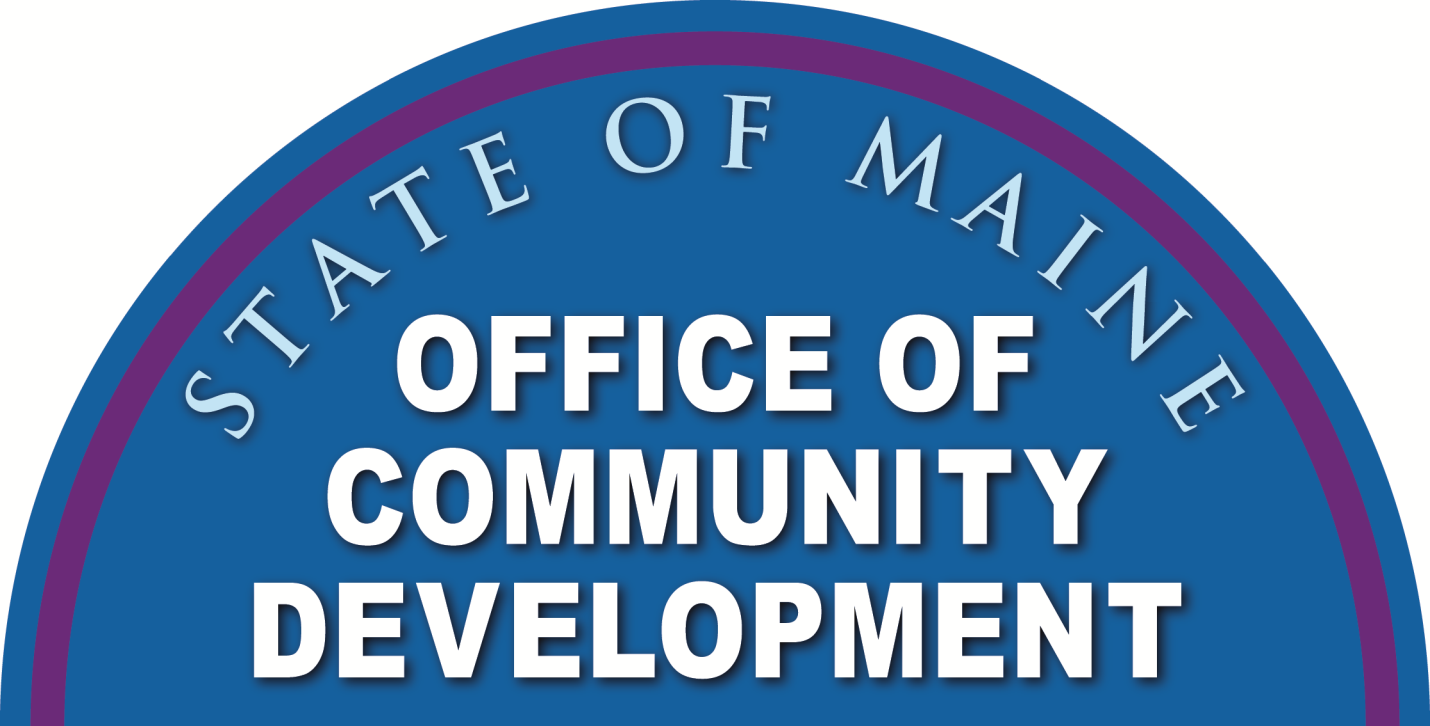 STATE OF MAINE
OFFICE OF
COMMUNITY
DEVELOPMENT